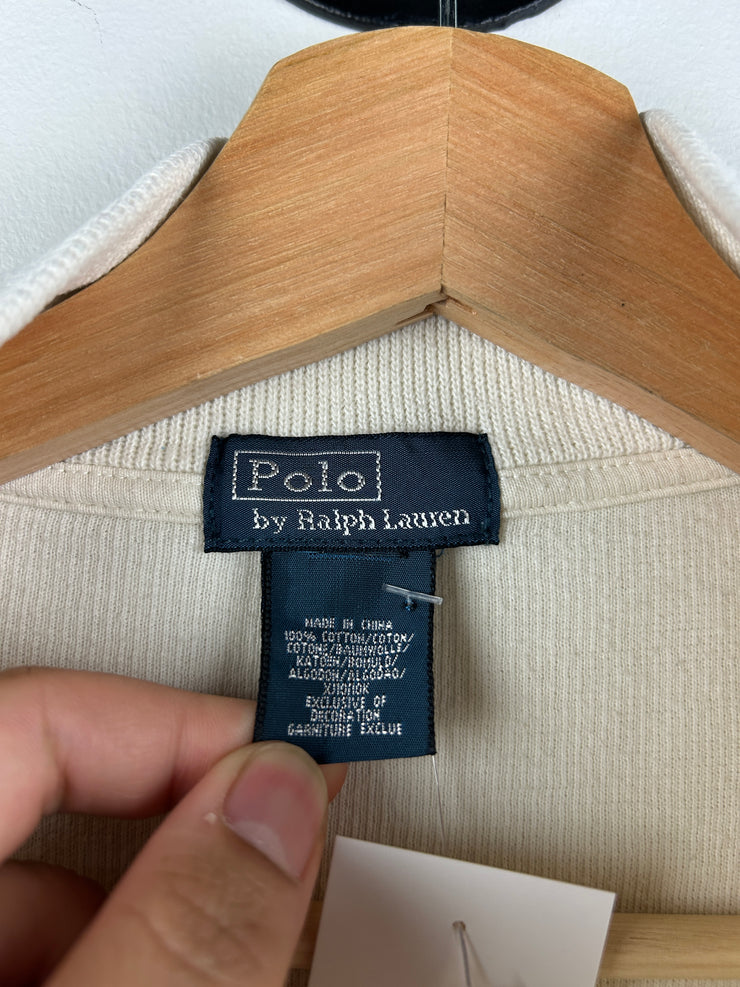 Polo
by Ralph Lauren
MADE IN CHINA
100% COTTON/COTON/
COTONE/BAUMWOLLE/
KATOEN/BOMULD/
ALGODON/ALGODAO/
ХЛОПОК
EXCLUSIVE OF
DECORATION
GARNITURE EXCLUE